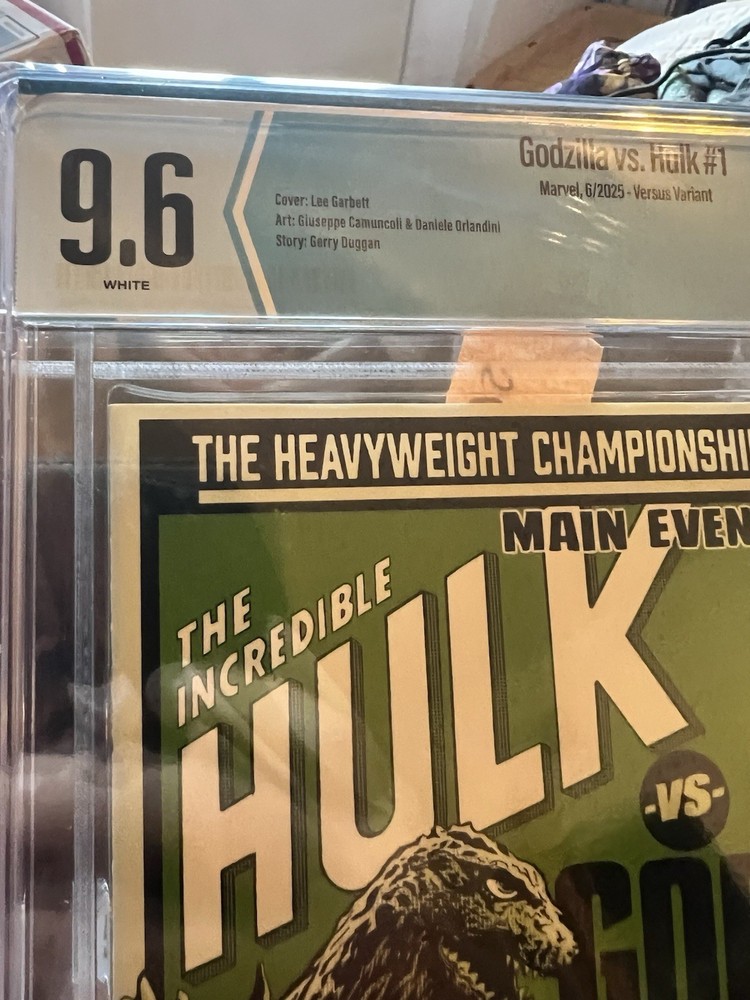 9.6
WHITE
Cover: Lee Garbett
Art: Giuseppe Camuncoli & Daniele Orlandini
Story: Gerry Duggan
Godzilla vs. Hulk #1
Marvel, 6/2025 - Versus Variant
THE HEAVYWEIGHT CHAMPIONSHI
MAIN EVEN
THE
INCREDIBLE
HULK
-VS-
GOD